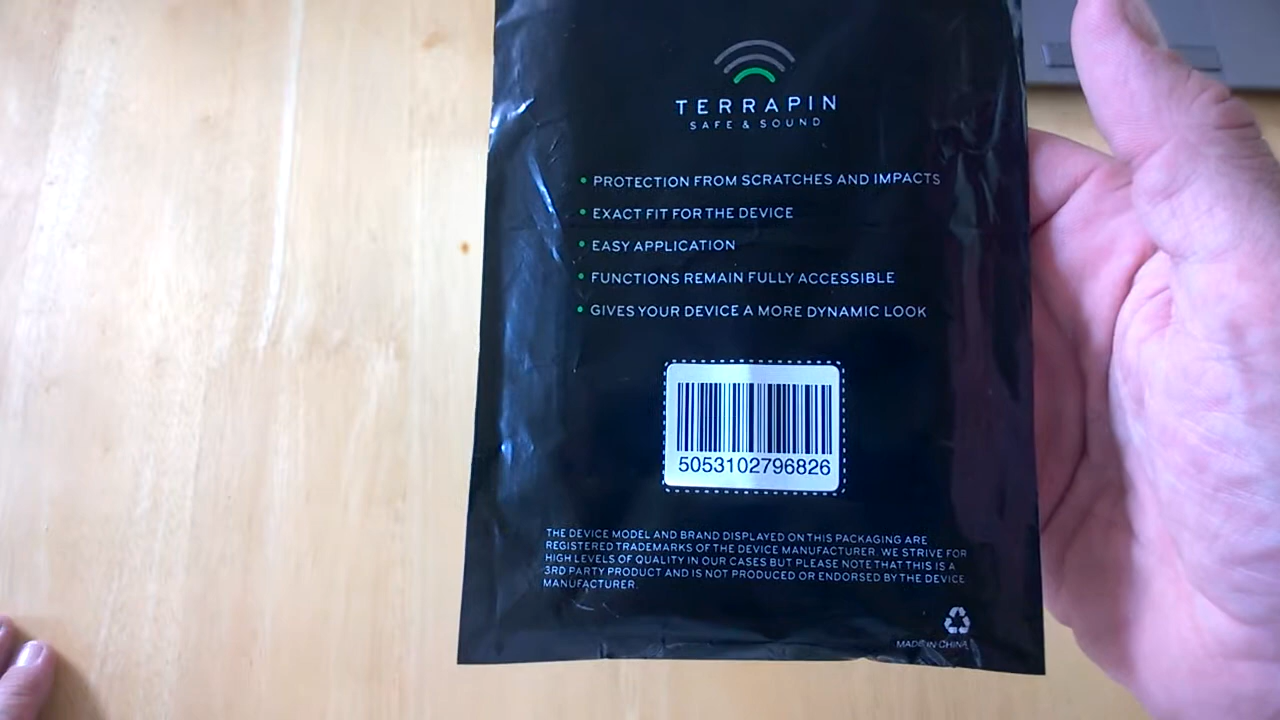 TERRAPIN
SAFE & SOUND
• PROTECTION FROM SCRATCHES AND IMPACTS
• EXACT FIT FOR THE DEVICE
• EASY APPLICATION
• FUNCTIONS REMAIN FULLY ACCESSIBLE
• GIVES YOUR DEVICE A MORE DYNAMIC LOOK
5053102796826
THE DEVICE MODEL AND BRAND DISPLAYED ON THIS PACKAGING ARE
REGISTERED TRADEMARKS OF THE DEVICE MANUFACTURER. WE STRIVE FOR
HIGH LEVELS OF QUALITY IN OUR CASES BUT PLEASE NOTE THAT THIS IS A
3RD PARTY PRODUCT AND IS NOT PRODUCED OR ENDORSED BY THE DEVICE
MANUFACTURER.
MADE IN CHINA